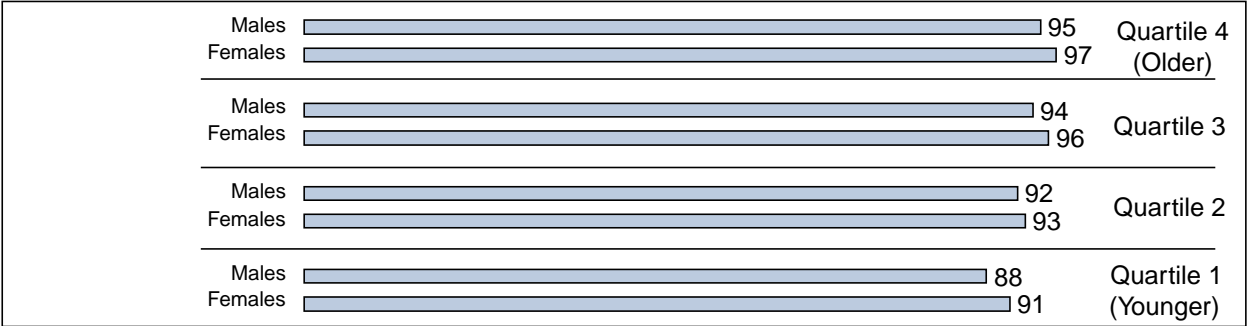 Males 95 Quartile 4
Females 97 (Older)
Males 94
Females 96 Quartile 3
Males 92
Females 93 Quartile 2
Males 88 Quartile 1
Females 91 (Younger)